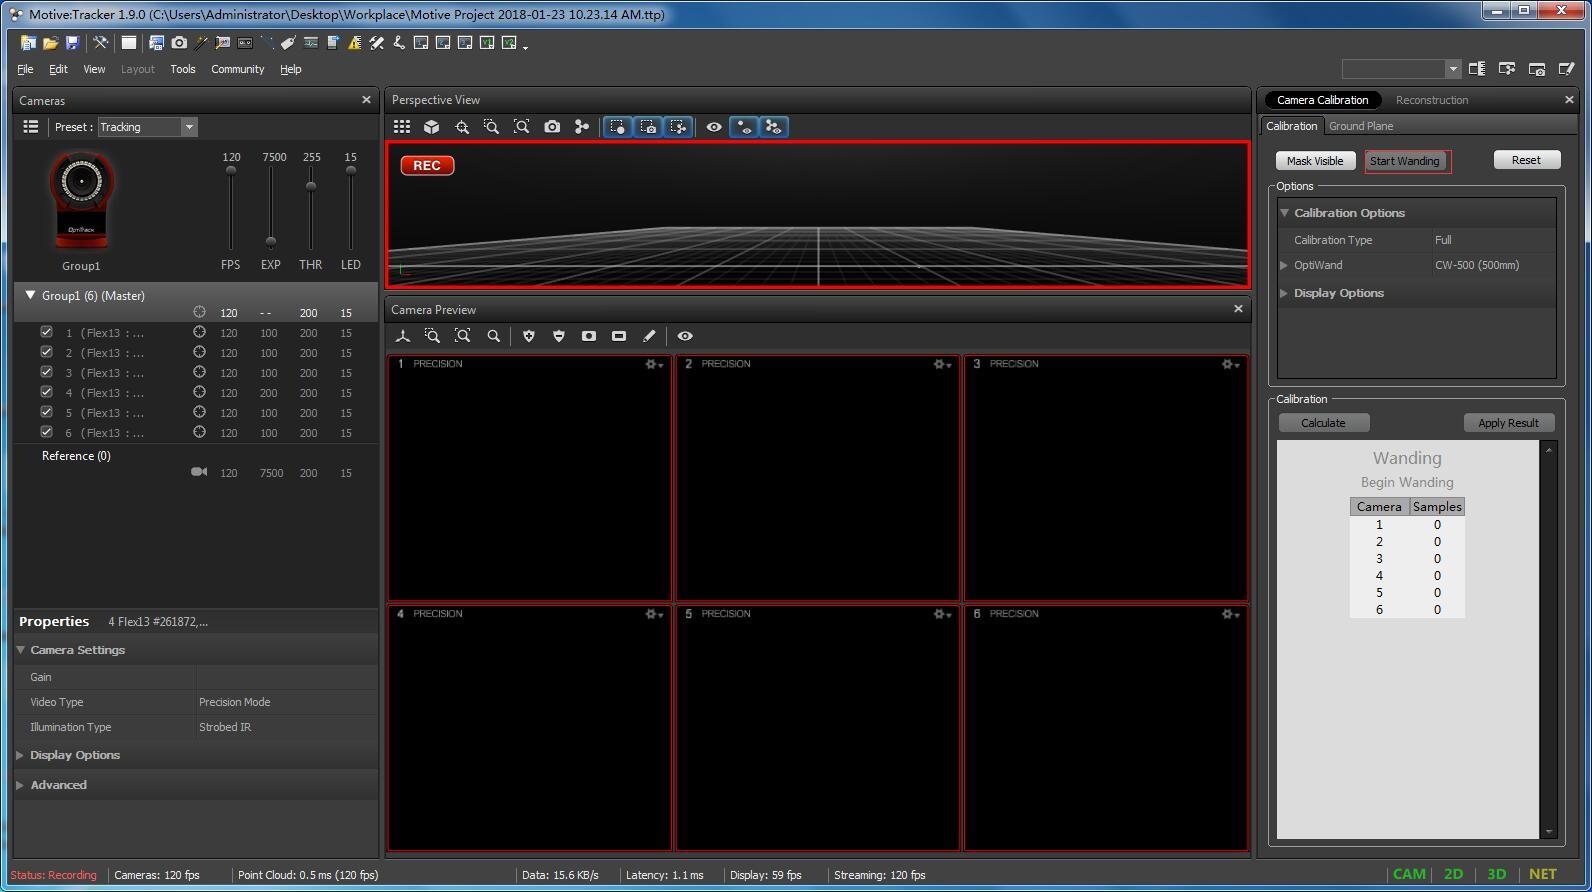 Motive:Tracker 1.9.0 (C:\Users\Administrator\Desktop\Workplace\Motive Project 2018-01-23 10.23.14 AM.ttp)
File Edit View Layout Tools Community Help
Cameras
Preset : Tracking
120 7500 255 15
OptiTrack
Group1 FPS EXP THR LED
Group1 (6) (Master)
120 -- 200 15
1 (Flex13 : ... 120 100 200 15
2 (Flex13 : ... 120 100 200 15
3 (Flex13 : ... 120 100 200 15
4 (Flex13 : ... 120 200 200 15
5 (Flex13 : ... 120 100 200 15
6 (Flex13 : ... 120 100 200 15
Reference (0)
120 7500 200 15
Properties 4 Flex13 #261872,...
Camera Settings
Gain
Video Type Precision Mode
Illumination Type Strobed IR
Display Options
Advanced
Perspective View
REC
Camera Preview
1 PRECISION
2 PRECISION
3 PRECISION
4 PRECISION
5 PRECISION
6 PRECISION
Camera Calibration Reconstruction
Calibration Ground Plane
Mask Visible Start Wanding Reset
Options
Calibration Options
Calibration Type Full
OptiWand CW-500 (500mm)
Display Options
Calibration
Calculate Apply Result
Wanding
Begin Wanding
Camera Samples
1 0
2 0
3 0
4 0
5 0
6 0
Status: Recording Cameras: 120 fps Point Cloud: 0.5 ms (120 fps) Data: 15.6 KB/s Latency: 1.1 ms Display: 59 fps Streaming: 120 fps CAM 2D 3D NET